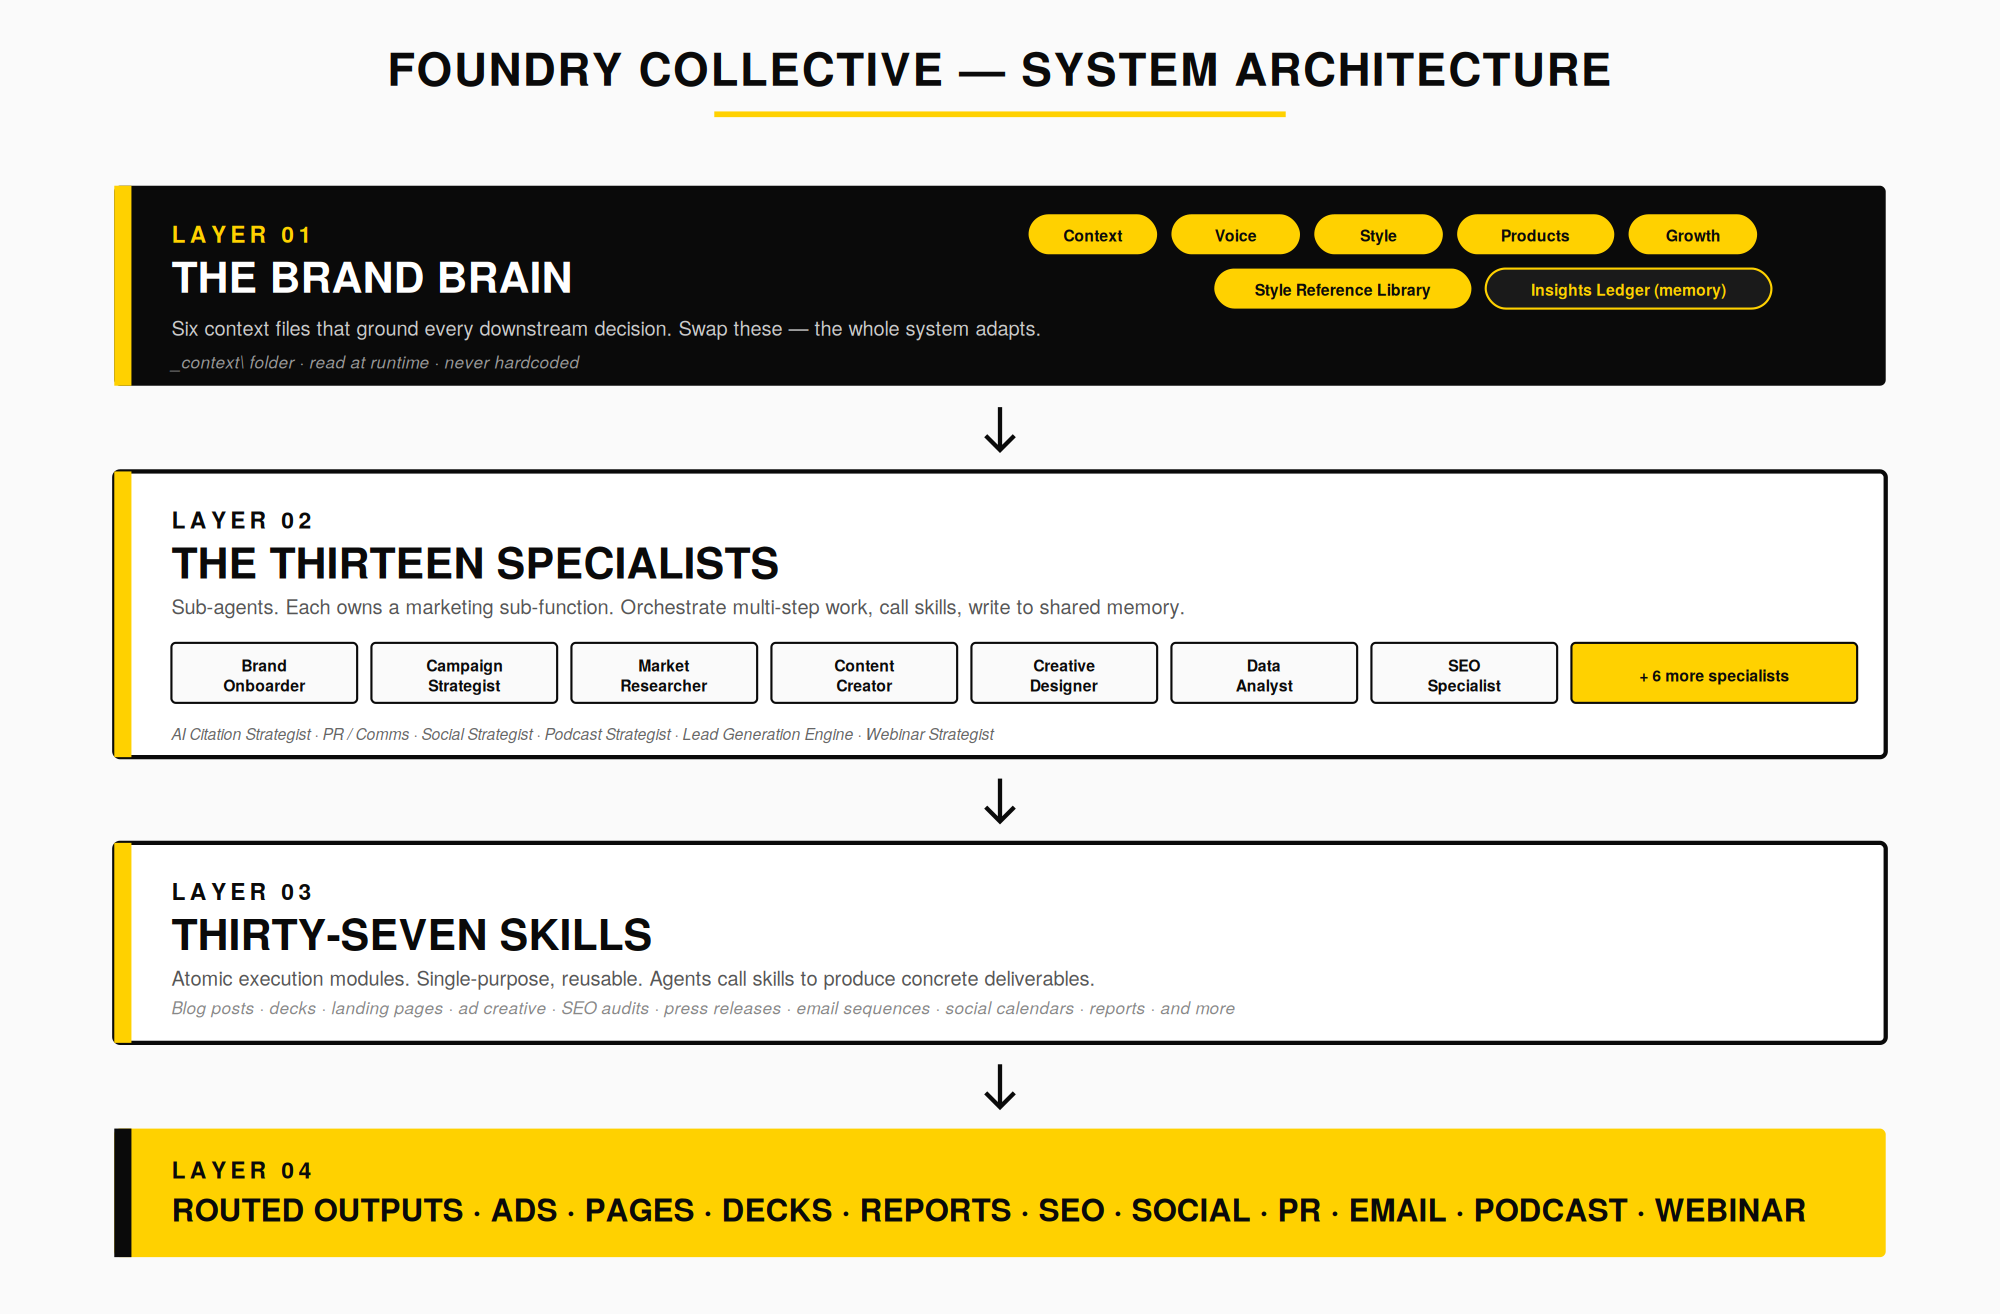 FOUNDRY COLLECTIVE — SYSTEM ARCHITECTURE
LAYER 01
THE BRAND BRAIN
Six context files that ground every downstream decision. Swap these — the whole system adapts.
_context\ folder · read at runtime · never hardcoded
Context
Voice
Style
Products
Growth
Style Reference Library
Insights Ledger (memory)
LAYER 02
THE THIRTEEN SPECIALISTS
Sub-agents. Each owns a marketing sub-function. Orchestrate multi-step work, call skills, write to shared memory.
Brand
Onboarder
Campaign
Strategist
Market
Researcher
Content
Creator
Creative
Designer
Data
Analyst
SEO
Specialist
+ 6 more specialists
AI Citation Strategist · PR / Comms · Social Strategist · Podcast Strategist · Lead Generation Engine · Webinar Strategist
LAYER 03
THIRTY-SEVEN SKILLS
Atomic execution modules. Single-purpose, reusable. Agents call skills to produce concrete deliverables.
Blog posts · decks · landing pages · ad creative · SEO audits · press releases · email sequences · social calendars · reports · and more
LAYER 04
ROUTED OUTPUTS · ADS · PAGES · DECKS · REPORTS · SEO · SOCIAL · PR · EMAIL · PODCAST · WEBINAR